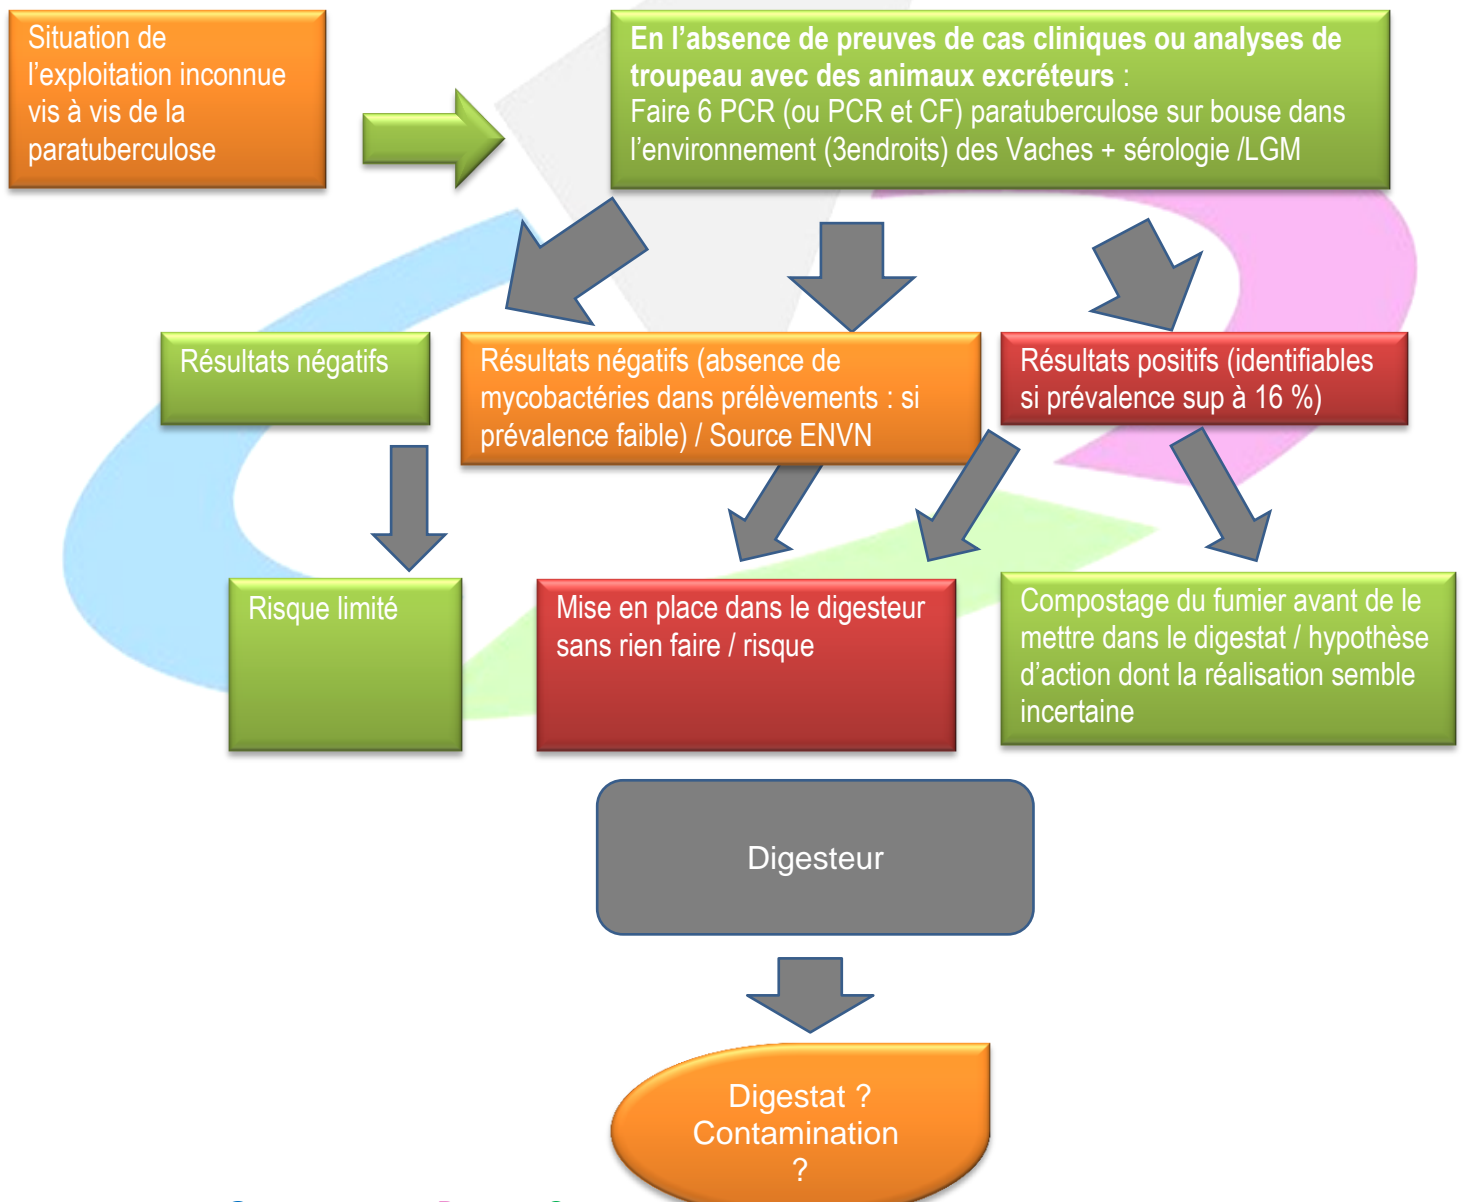 Situation de
l'exploitation inconnue
vis à vis de la
paratuberculose
En l'absence de preuves de cas cliniques ou analyses de
troupeau avec des animaux excréteurs :
Faire 6 PCR (ou PCR et CF) paratuberculose sur bouse dans
l'environnement (3endroits) des Vaches + sérologie /LGM
Résultats négatifs
Résultats négatifs (absence de
mycobactéries dans prélèvements : si
prévalence faible) / Source ENVN
Résultats positifs (identifiables
si prévalence sup à 16 %)
Risque limité
Mise en place dans le digesteur
sans rien faire / risque
Compostage du fumier avant de le
mettre dans le digestat / hypothèse
d'action dont la réalisation semble
incertaine
Digesteur
Digestat ?
Contamination
?